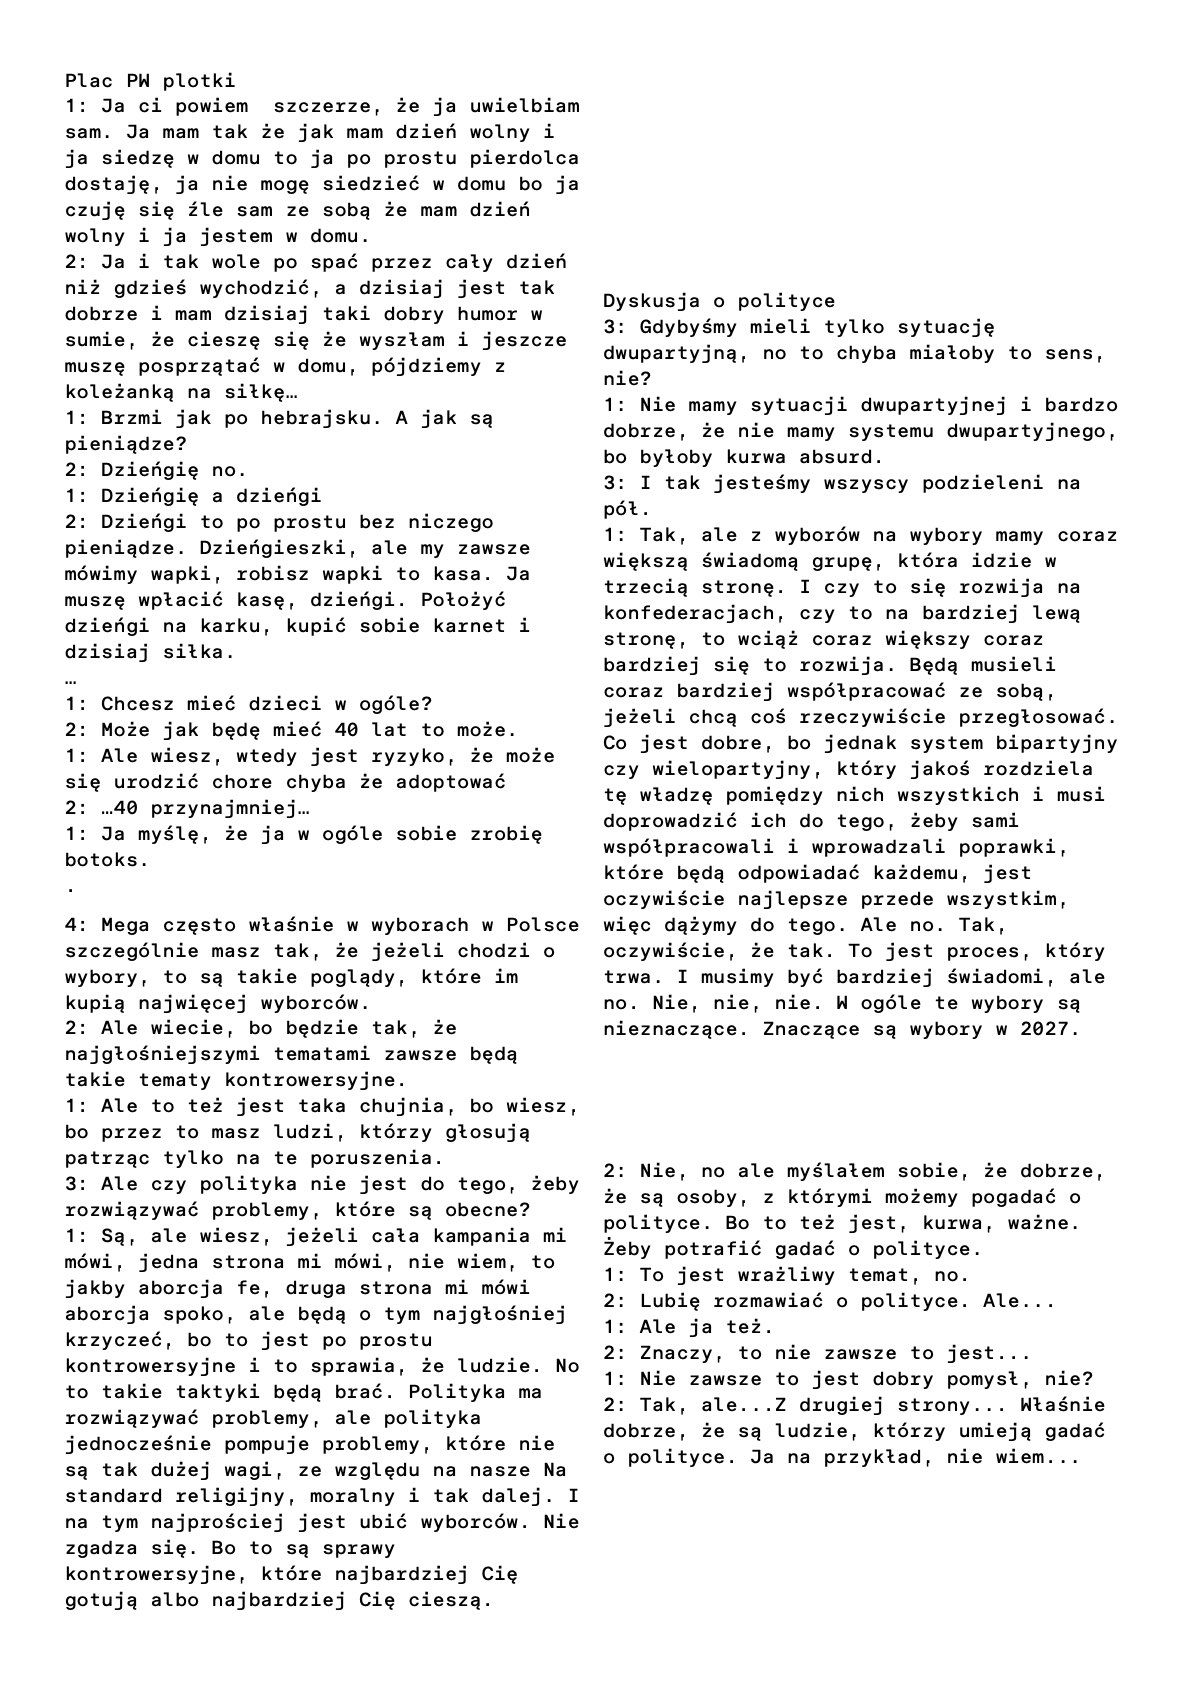 Plac PW plotki
1: Ja ci powiem  szczerze, że ja uwielbiam
sam. Ja mam tak że jak mam dzień wolny i
ja siedzę w domu to ja po prostu pierdolca
dostaję, ja nie mogę siedzieć w domu bo ja
czuję się źle sam ze sobą że mam dzień
wolny i ja jestem w domu.
2: Ja i tak wole po spać przez cały dzień
niż gdzieś wychodzić, a dzisiaj jest tak
dobrze i mam dzisiaj taki dobry humor w
sumie, że cieszę się że wyszłam i jeszcze
muszę posprzątać w domu, pójdziemy z
koleżanką na siłkę…
1: Brzmi jak po hebrajsku. A jak są
pieniądze?
2: Dzieńgię no.
1: Dzieńgię a dzieńgi
2: Dzieńgi to po prostu bez niczego
pieniądze. Dzieńgieszki, ale my zawsze
mówimy wapki, robisz wapki to kasa. Ja
muszę wpłacić kasę, dzieńgi. Położyć
dzieńgi na karku, kupić sobie karnet i
dzisiaj siłka.
…
1: Chcesz mieć dzieci w ogóle?
2: Może jak będę mieć 40 lat to może.
1: Ale wiesz, wtedy jest ryzyko, że może
się urodzić chore chyba że adoptować
2: …40 przynajmniej…
1: Ja myślę, że ja w ogóle sobie zrobię
botoks.
.
4: Mega często właśnie w wyborach w Polsce
szczególnie masz tak, że jeżeli chodzi o
wybory, to są takie poglądy, które im
kupią najwięcej wyborców.
2: Ale wiecie, bo będzie tak, że
najgłośniejszymi tematami zawsze będą
takie tematy kontrowersyjne.
1: Ale to też jest taka chujnia, bo wiesz,
bo przez to masz ludzi, którzy głosują
patrząc tylko na te poruszenia.
3: Ale czy polityka nie jest do tego, żeby
rozwiązywać problemy, które są obecne?
1: Są, ale wiesz, jeżeli cała kampania mi
mówi, jedna strona mi mówi, nie wiem, to
jakby aborcja fe, druga strona mi mówi
aborcja spoko, ale będą o tym najgłośniej
krzyczeć, bo to jest po prostu
kontrowersyjne i to sprawia, że ludzie. No
to takie taktyki będą brać. Polityka ma
rozwiązywać problemy, ale polityka
jednocześnie pompuje problemy, które nie
są tak dużej wagi, ze względu na nasze Na
standard religijny, moralny i tak dalej. I
na tym najprościej jest ubić wyborców. Nie
zgadza się. Bo to są sprawy
kontrowersyjne, które najbardziej Cię
gotują albo najbardziej Cię cieszą.
Dyskusja o polityce
3: Gdybyśmy mieli tylko sytuację
dwupartyjną, no to chyba miałoby to sens,
nie?
1: Nie mamy sytuacji dwupartyjnej i bardzo
dobrze, że nie mamy systemu dwupartyjnego,
bo byłoby kurwa absurd.
3: I tak jesteśmy wszyscy podzieleni na
pół.
1: Tak, ale z wyborów na wybory mamy coraz
większą świadomą grupę, która idzie w
trzecią stronę. I czy to się rozwija na
konfederacjach, czy to na bardziej lewą
stronę, to wciąż coraz większy coraz
bardziej się to rozwija. Będą musieli
coraz bardziej współpracować ze sobą,
jeżeli chcą coś rzeczywiście przegłosować.
Co jest dobre, bo jednak system bipartyjny
czy wielopartyjny, który jakoś rozdziela
tę władzę pomiędzy nich wszystkich i musi
doprowadzić ich do tego, żeby sami
współpracowali i wprowadzali poprawki,
które będą odpowiadać każdemu, jest
oczywiście najlepsze przede wszystkim,
więc dążymy do tego. Ale no. Tak,
oczywiście, że tak. To jest proces, który
trwa. I musimy być bardziej świadomi, ale
no. Nie, nie, nie. W ogóle te wybory są
nieznaczące. Znaczące są wybory w 2027.
2: Nie, no ale myślałem sobie, że dobrze,
że są osoby, z którymi możemy pogadać o
polityce. Bo to też jest, kurwa, ważne.
Żeby potrafić gadać o polityce.
1: To jest wrażliwy temat, no.
2: Lubię rozmawiać o polityce. Ale...
1: Ale ja też.
2: Znaczy, to nie zawsze to jest...
1: Nie zawsze to jest dobry pomysł, nie?
2: Tak, ale...Z drugiej strony... Właśnie
dobrze, że są ludzie, którzy umieją gadać
o polityce. Ja na przykład, nie wiem...